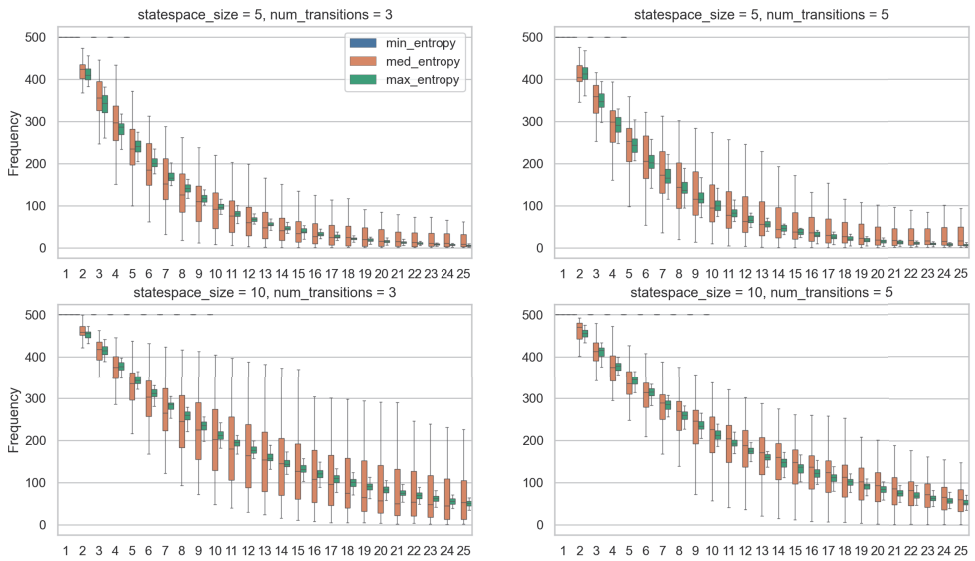 statespace_size = 5, num_transitions = 3
500
400
300
200
100
0
Frequency
min_entropy
med_entropy
max_entropy
1 2 3 4 5 6 7 8 9 10 11 12 13 14 15 16 17 18 19 20 21 22 23 24 25
statespace_size = 5, num_transitions = 5
500
400
300
200
100
0
1 2 3 4 5 6 7 8 9 10 11 12 13 14 15 16 17 18 19 20 21 22 23 24 25
statespace_size = 10, num_transitions = 3
500
400
300
200
100
0
Frequency
1 2 3 4 5 6 7 8 9 10 11 12 13 14 15 16 17 18 19 20 21 22 23 24 25
statespace_size = 10, num_transitions = 5
500
400
300
200
100
0
1 2 3 4 5 6 7 8 9 10 11 12 13 14 15 16 17 18 19 20 21 22 23 24 25